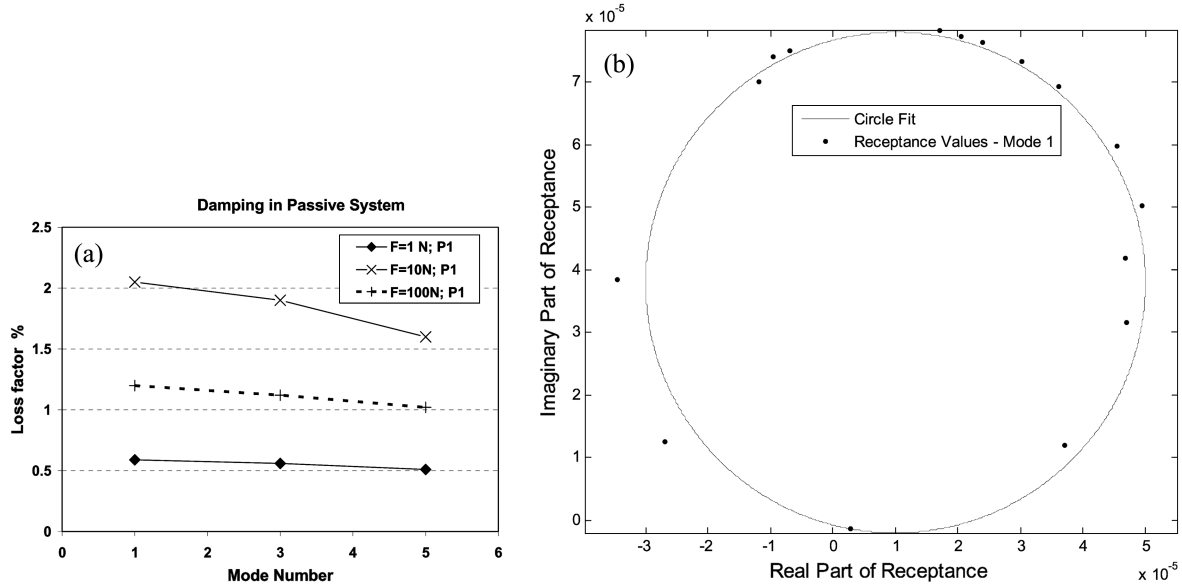 Damping in Passive System
(a)
F=1 N; P1
F=10N; P1
F=100N; P1
2.5
2
1.5
1
0.5
0
0 1 2 3 4 5 6
Loss factor %
Mode Number
x 10-5
(b)
Circle Fit
Receptance Values - Mode 1
7
6
5
4
3
2
1
0
-3 -2 -1 0 1 2 3 4 5
x 10-5
Imaginary Part of Receptance
Real Part of Receptance